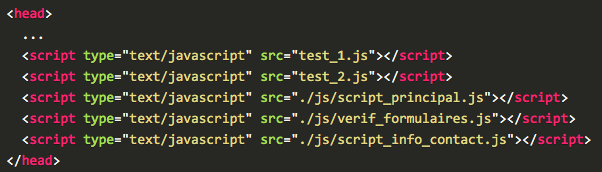 <head>
...
<script type="text/javascript" src="test_1.js"></script>
<script type="text/javascript" src="test_2.js"></script>
<script type="text/javascript" src="./js/script_principal.js"></script>
<script type="text/javascript" src="./js/verif_formulaires.js"></script>
<script type="text/javascript" src="./js/script_info_contact.js"></script>
</head>